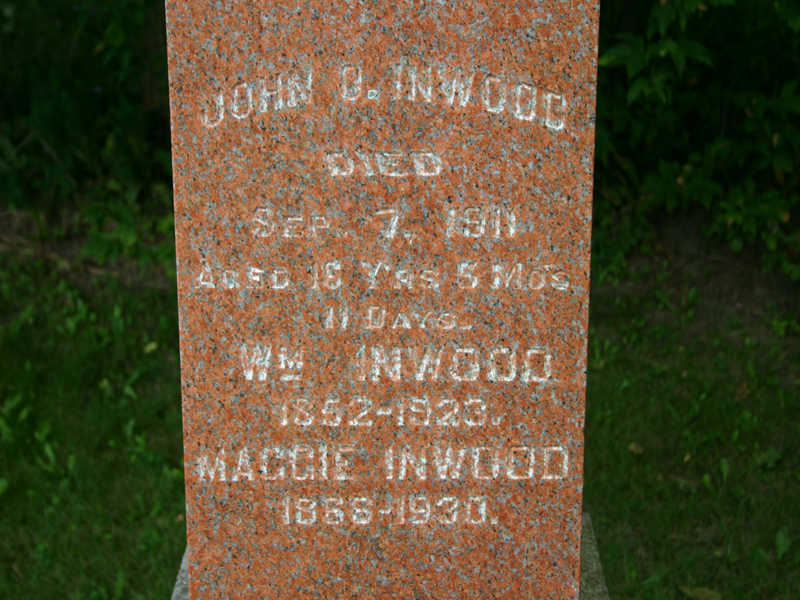 JOHN O. INWOOD
DIED
SEP. 7, 1911
AGED 18 YRS 5 MOS
11 DAYS.
WM INWOOD
1852-1923.
MAGGIE INWOOD
1866-1930.